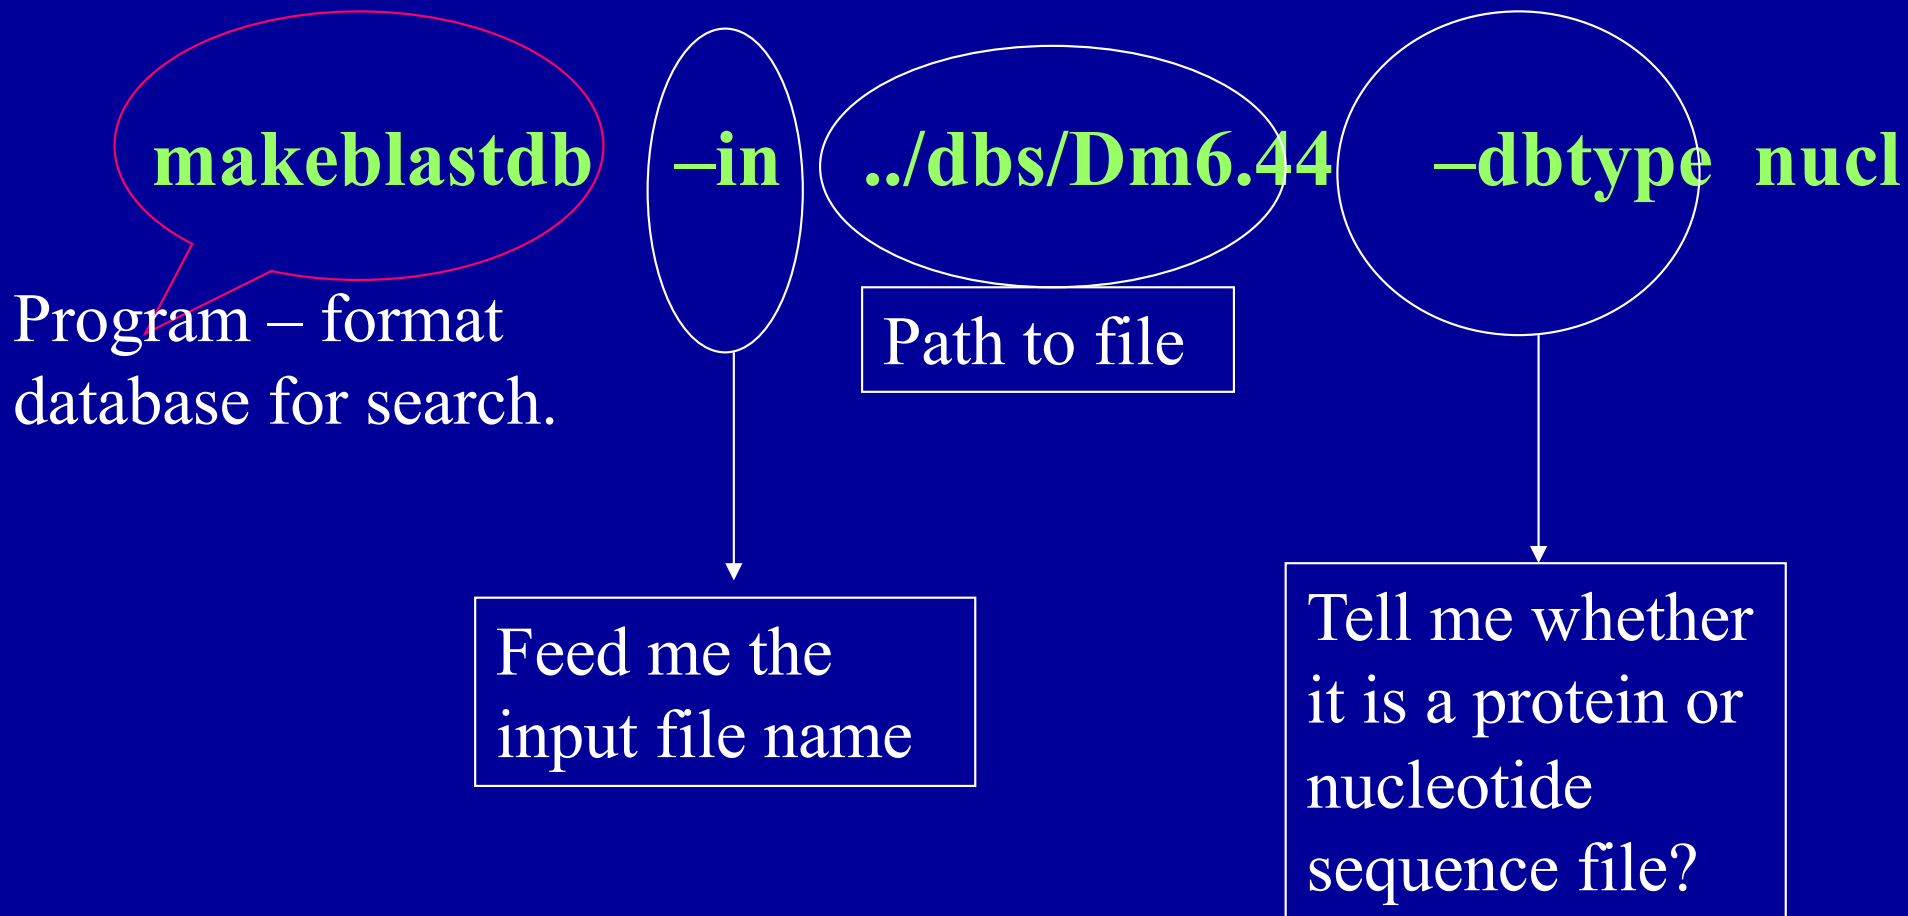 makeblastdb –in ../dbs/Dm6.44 –dbtype nucl
Program – format
database for search.
Path to file
Feed me the
input file name
Tell me whether
it is a protein or
nucleotide
sequence file?